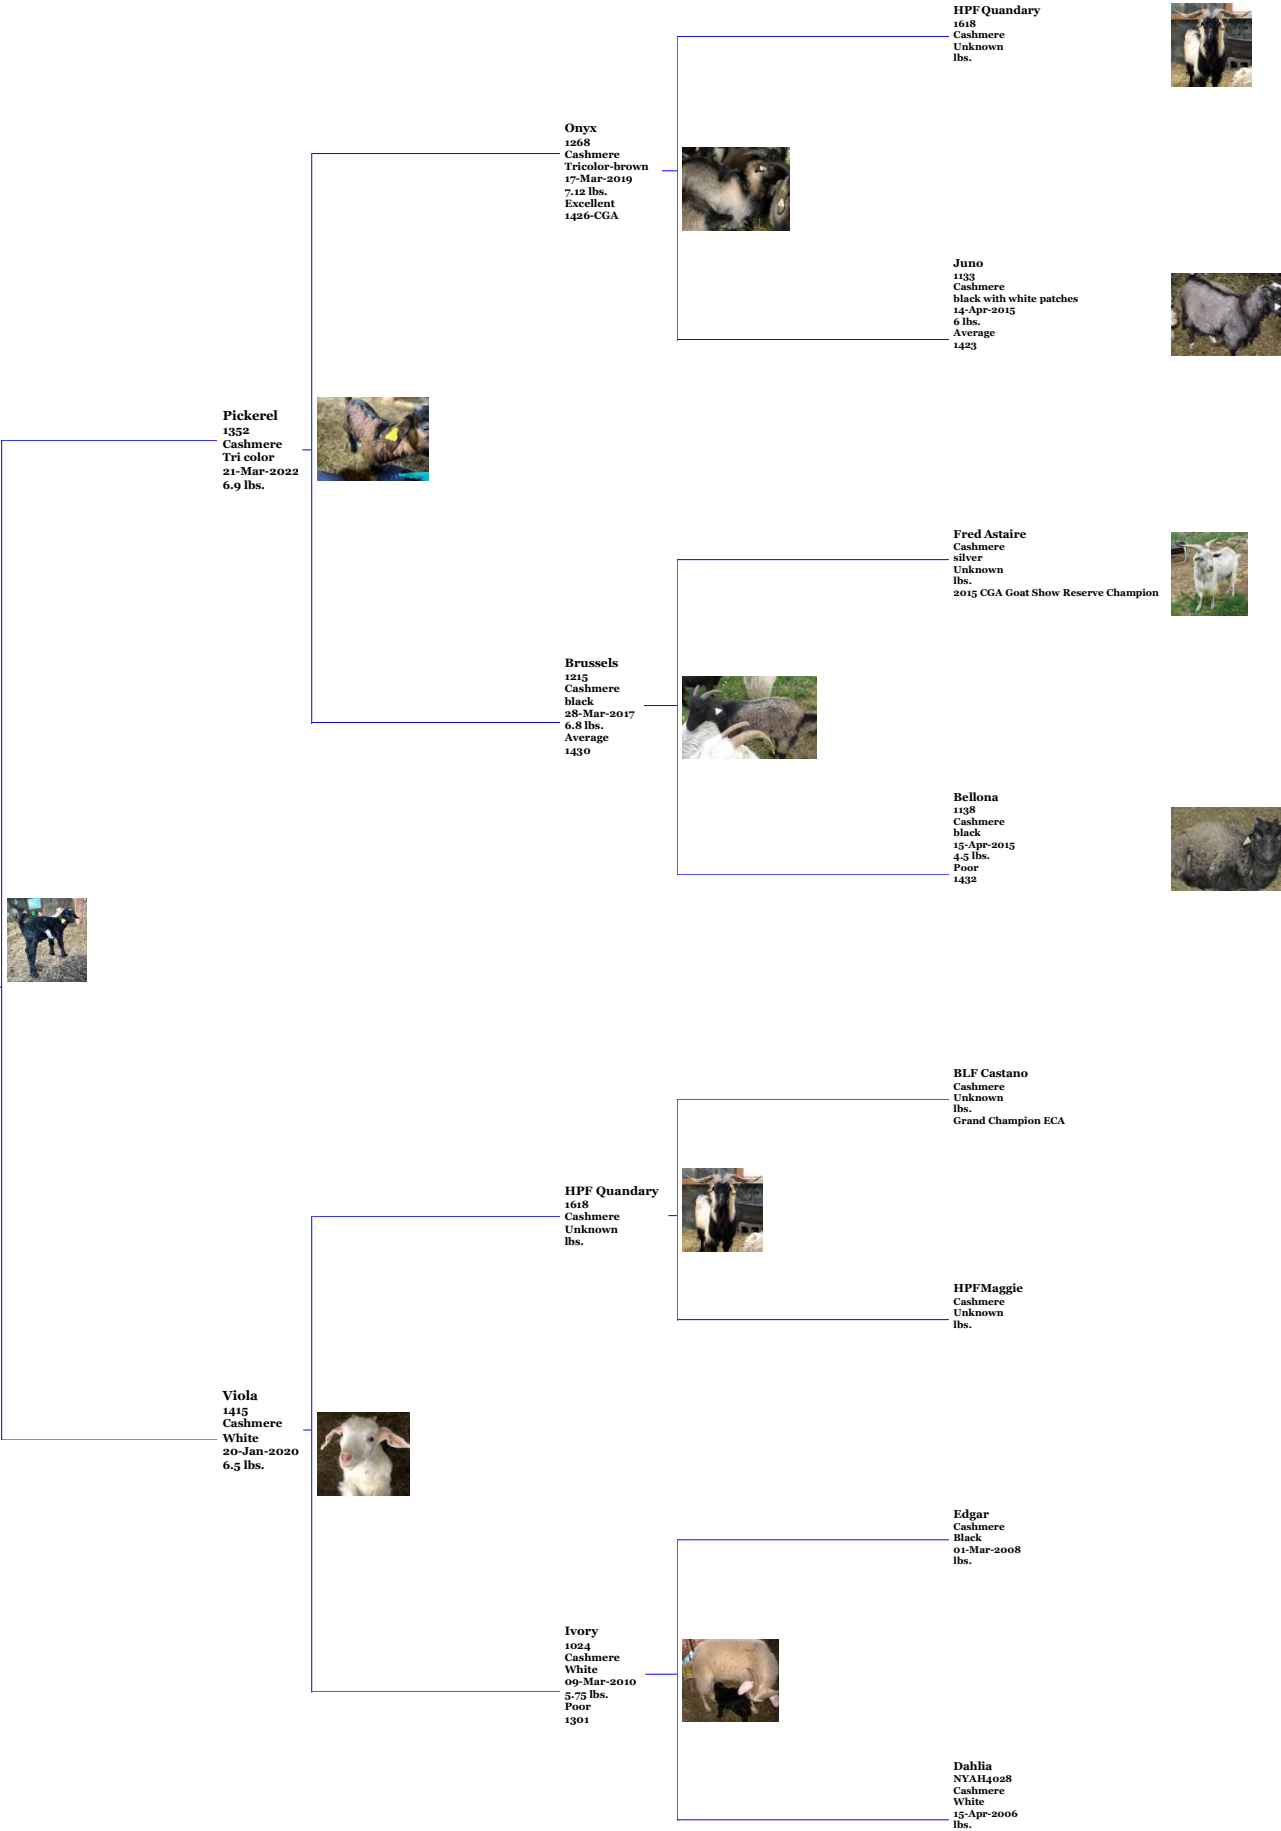 HPF Quandary
1618
Cashmere
Unknown
lbs.
Onyx
1268
Cashmere
Tricolor-brown
17-Mar-2019
7.12 lbs.
Excellent
1426-CGA
Juno
1133
Cashmere
black with white patches
14-Apr-2015
6 lbs.
Average
1423
Pickerel
1352
Cashmere
Tri color
21-Mar-2022
6.9 lbs.
Fred Astaire
Cashmere
silver
Unknown
lbs.
2015 CGA Goat Show Reserve Champion
Brussels
1215
Cashmere
black
28-Mar-2017
6.8 lbs.
Average
1430
Bellona
1138
Cashmere
black
15-Apr-2015
4.5 lbs.
Poor
1432
BLF Castano
Cashmere
Unknown
lbs.
Grand Champion ECA
HPF Quandary
1618
Cashmere
Unknown
lbs.
HPFMaggie
Cashmere
Unknown
lbs.
Viola
1415
Cashmere
White
20-Jan-2020
6.5 lbs.
Edgar
Cashmere
Black
01-Mar-2008
lbs.
Ivory
1024
Cashmere
White
09-Mar-2010
5.75 lbs.
Poor
1301
Dahlia
NYAH4028
Cashmere
White
15-Apr-2006
lbs.